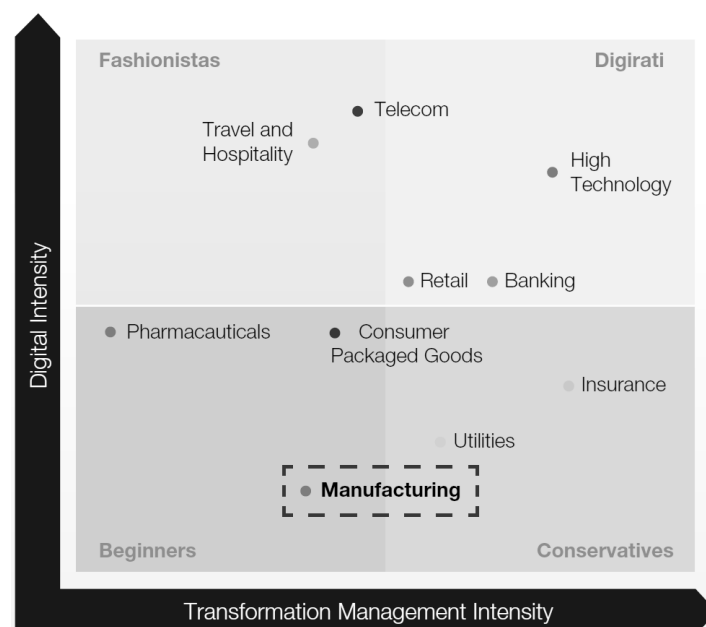 Fashionistas
Digirati
Telecom
Travel and
Hospitality
High
Technology
Retail
Banking
Digital Intensity
Pharmacauticals
Consumer
Packaged Goods
Insurance
Utilities
Manufacturing
Beginners
Conservatives
Transformation Management Intensity